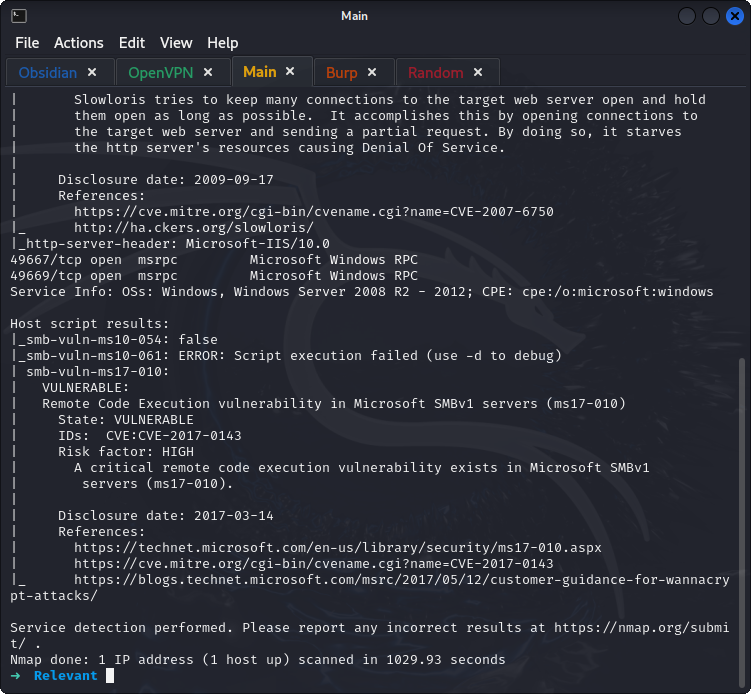 Main
File Actions Edit View Help
Obsidian × OpenVPN × Main × Burp × Random ×
|       Slowloris tries to keep many connections to the target web server open and hold
|       them open as long as possible.  It accomplishes this by opening connections to
|       the target web server and sending a partial request. By doing so, it starves
|       the http server's resources causing Denial Of Service.
|
|     Disclosure date: 2009-09-17
|     References:
|       https://cve.mitre.org/cgi-bin/cvename.cgi?name=CVE-2007-6750
|_      http://ha.ckers.org/slowloris/
|_http-server-header: Microsoft-IIS/10.0
49667/tcp open  msrpc         Microsoft Windows RPC
49669/tcp open  msrpc         Microsoft Windows RPC
Service Info: OSs: Windows, Windows Server 2008 R2 - 2012; CPE: cpe:/o:microsoft:windows
Host script results:
|_smb-vuln-ms10-054: false
|_smb-vuln-ms10-061: ERROR: Script execution failed (use -d to debug)
| smb-vuln-ms17-010:
|   VULNERABLE:
|   Remote Code Execution vulnerability in Microsoft SMBv1 servers (ms17-010)
|     State: VULNERABLE
|     IDs:  CVE:CVE-2017-0143
|     Risk factor: HIGH
|       A critical remote code execution vulnerability exists in Microsoft SMBv1
|        servers (ms17-010).
|
|     Disclosure date: 2017-03-14
|     References:
|       https://technet.microsoft.com/en-us/library/security/ms17-010.aspx
|       https://cve.mitre.org/cgi-bin/cvename.cgi?name=CVE-2017-0143
|_      https://blogs.technet.microsoft.com/msrc/2017/05/12/customer-guidance-for-wannacry
pt-attacks/
Service detection performed. Please report any incorrect results at https://nmap.org/submi
t/ .
Nmap done: 1 IP address (1 host up) scanned in 1029.93 seconds
→ Relevant